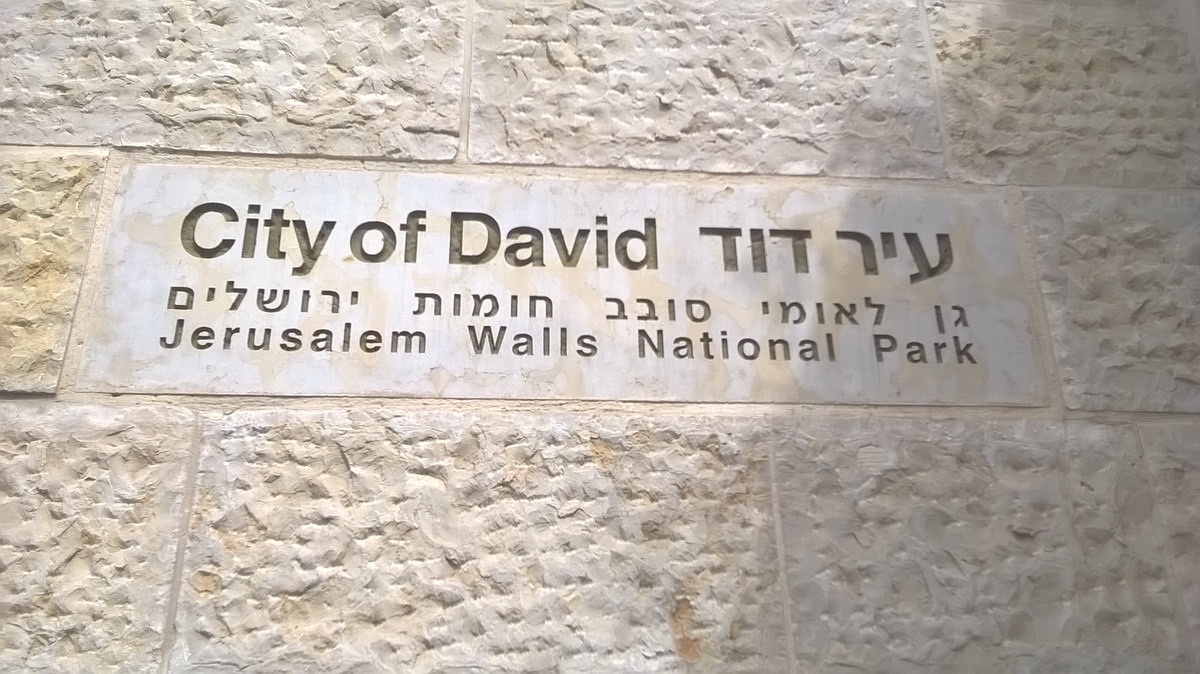 City of David עיר דוד
גן לאומי סובב חומות ירושלים
Jerusalem Walls National Park